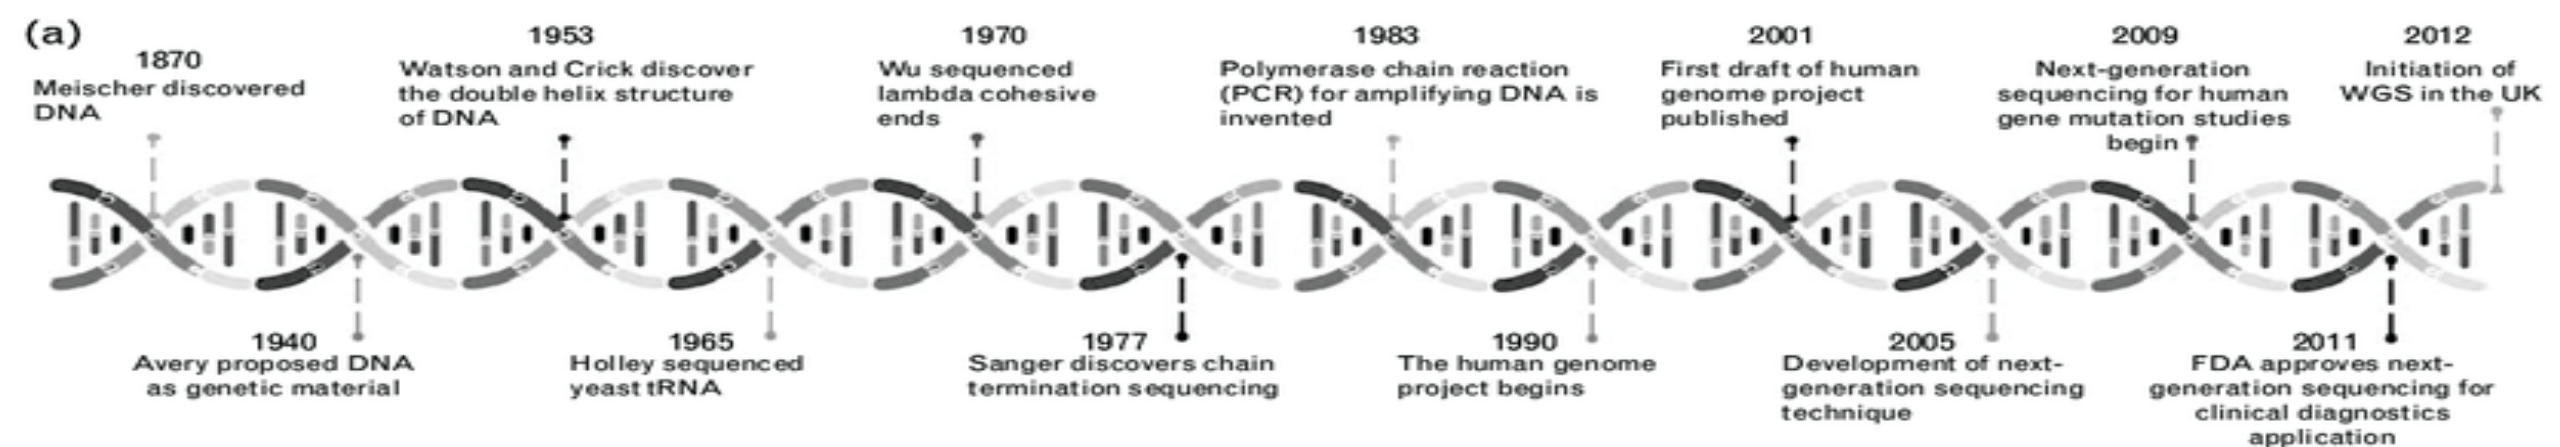 (a)
1870
Meischer discovered
DNA
1953
Watson and Crick discover
the double helix structure
of DNA
1970
Wu sequenced
lambda cohesive
ends
1983
Polymerase chain reaction
(PCR) for amplifying DNA is
invented
2001
First draft of human
genome project
published
2009
Next-generation
sequencing for human
gene mutation studies
begin
2012
Initiation of
WGS in the UK
1940
Avery proposed DNA
as genetic material
1965
Holley sequenced
yeast tRNA
1977
Sanger discovers chain
termination sequencing
1990
The human genome
project begins
2005
Development of next-
generation sequencing
technique
2011
FDA approves next-
generation sequencing for
clinical diagnostics
application